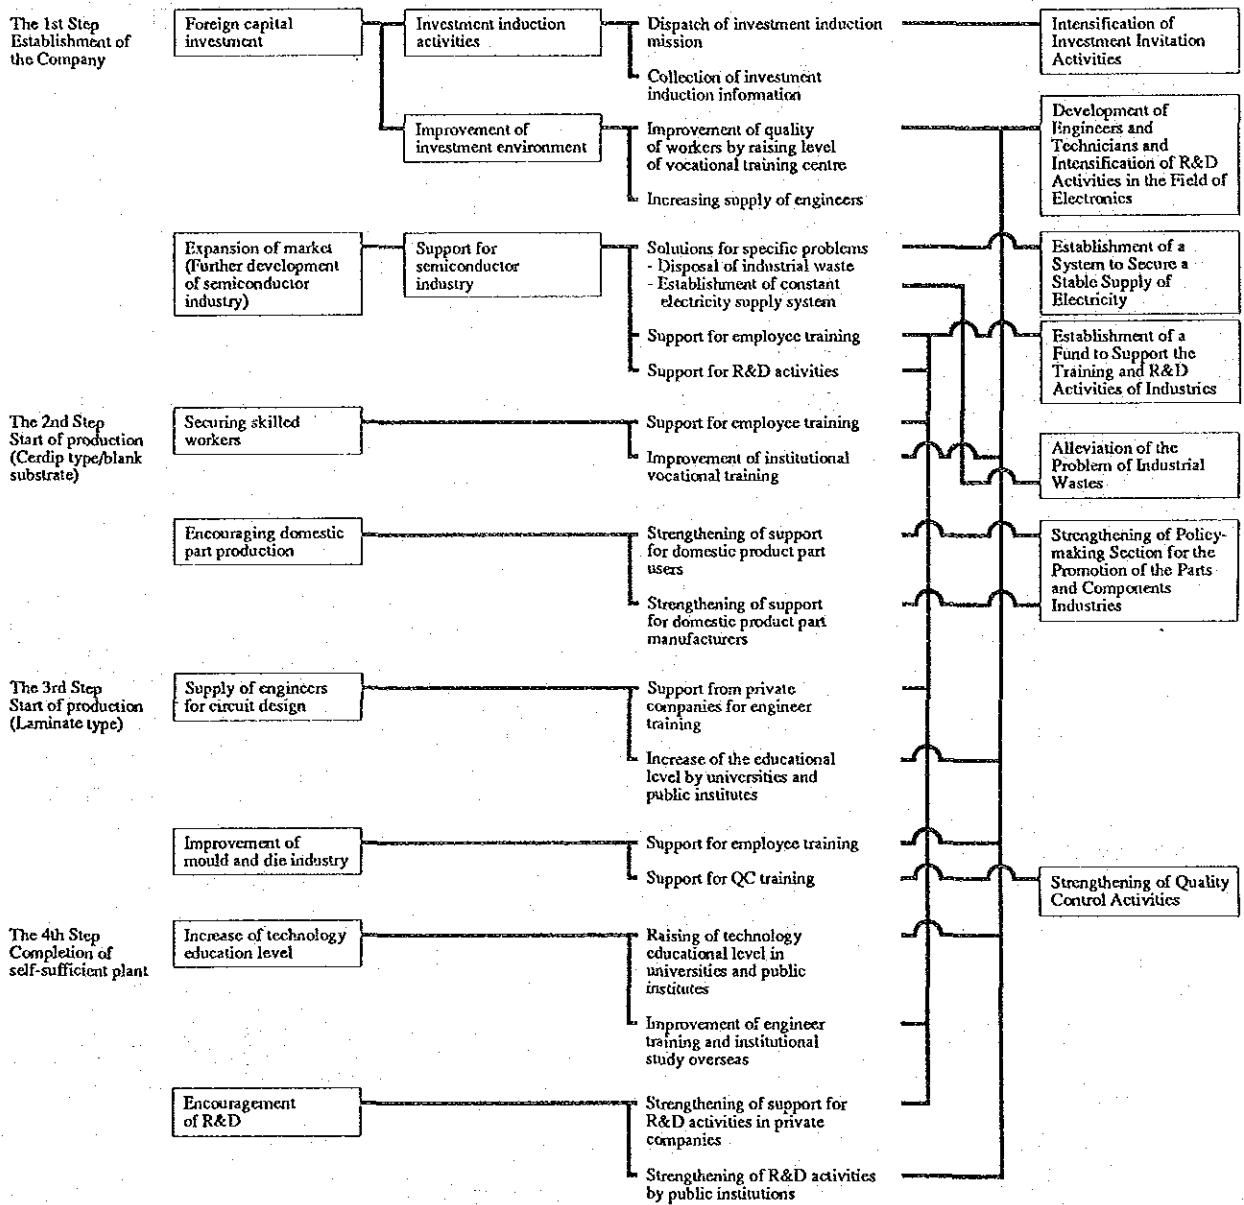 The 1st Step
Establishment of
the Company
Foreign capital
investment
Investment induction
activities
Dispatch of investment induction
mission
Collection of investment
induction information
Intensification of
Investment Invitation
Activities
Improvement of
investment environment
Improvement of quality
of workers by raising level
of vocational training centre
Increasing supply of engineers
Development of
Engineers and
Technicians and
Intensification of R&D
Activities in the Field of
Electronics
Expansion of market
(Further development
of semiconductor
industry)
Support for
semiconductor
industry
Solutions for specific problems
- Disposal of industrial waste
- Establishment of constant
electricity supply system
Support for employee training
Support for R&D activities
Establishment of a
System to Secure a
Stable Supply of
Electricity
Establishment of a
Fund to Support the
Training and R&D
Activities of Industries
The 2nd Step
Start of production
(Cerdip type/blank
substrate)
Securing skilled
workers
Support for employee training
Improvement of institutional
vocational training
Alleviation of the
Problem of Industrial
Wastes
Encouraging domestic
part production
Strengthening of support
for domestic product part
users
Strengthening of support
for domestic product part
manufacturers
Strengthening of Policy-
making Section for the
Promotion of the Parts
and Components
Industries
The 3rd Step
Start of production
(Laminate type)
Supply of engineers
for circuit design
Support from private
companies for engineer
training
Increase of the educational
level by universities and
public institutes
Improvement of
mould and die industry
Support for employee training
Support for QC training
Strengthening of Quality
Control Activities
The 4th Step
Completion of
self-sufficient plant
Increase of technology
education level
Raising of technology
educational level in
universities and public
institutes
Improvement of engineer
training and institutional
study overseas
Encouragement
of R&D
Strengthening of support for
R&D activities in private
companies
Strengthening of R&D activities
by public institutions